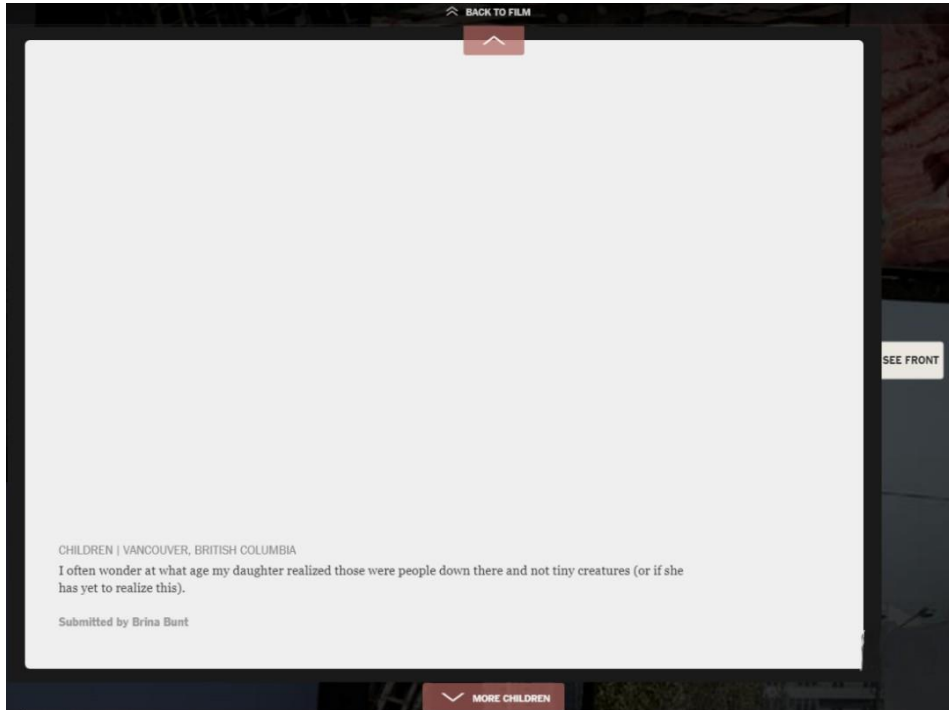 BACK TO FILM
SEE FRONT
CHILDREN | VANCOUVER, BRITISH COLUMBIA
I often wonder at what age my daughter realized those were people down there and not tiny creatures (or if she
has yet to realize this).
Submitted by Brina Bunt
MORE CHILDREN